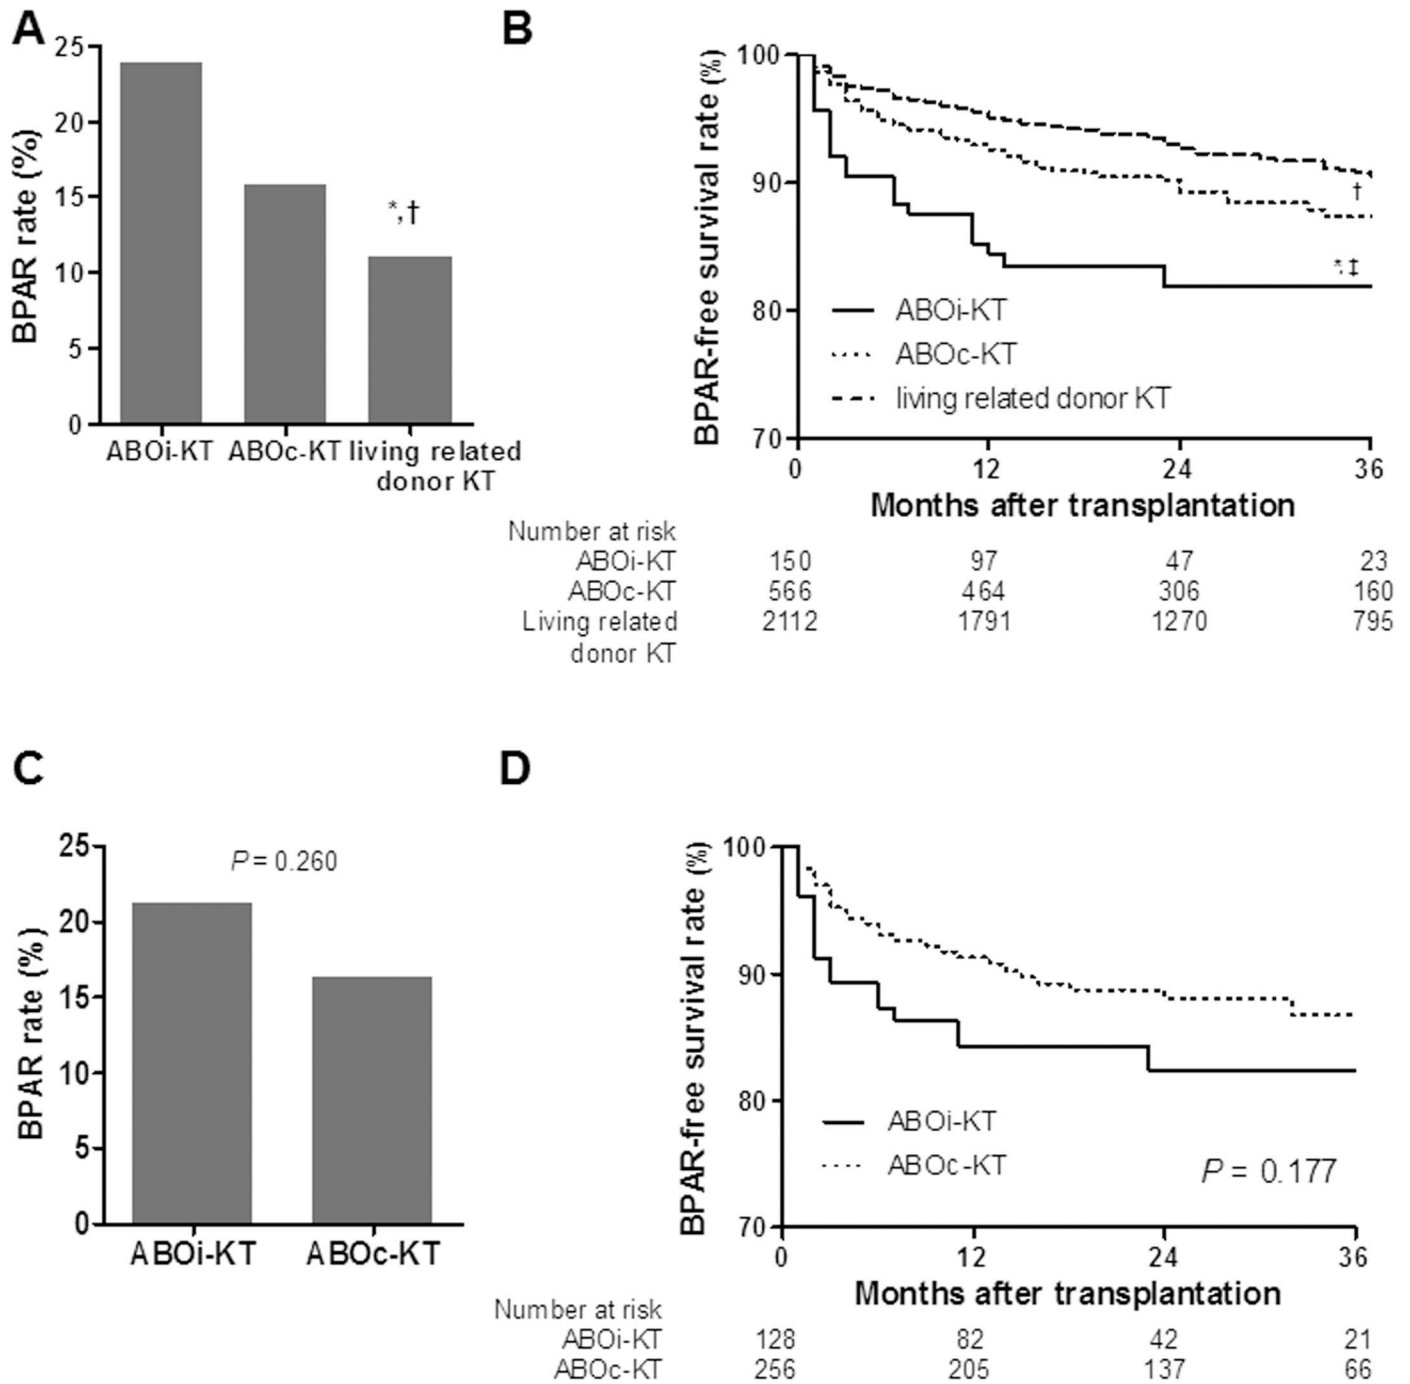 A
BPAR rate (%)
25
20
15
10
5
0
*,†
ABOi-KT ABOc-KT living related
donor KT
B
BPAR-free survival rate (%)
100
90
80
70
†
*,‡
ABOi-KT
ABOc-KT
living related donor KT
0 12 24 36
Months after transplantation
Number at risk
ABOi-KT 150 97 47 23
ABOc-KT 566 464 306 160
Living related 2112 1791 1270 795
donor KT
C
BPAR rate (%)
25
20
15
10
5
0
P = 0.260
ABOi-KT ABOc-KT
D
BPAR-free survival rate (%)
100
90
80
70
ABOi-KT
ABOc-KT
P = 0.177
0 12 24 36
Months after transplantation
Number at risk
ABOi-KT 128 82 42 21
ABOc-KT 256 205 137 66